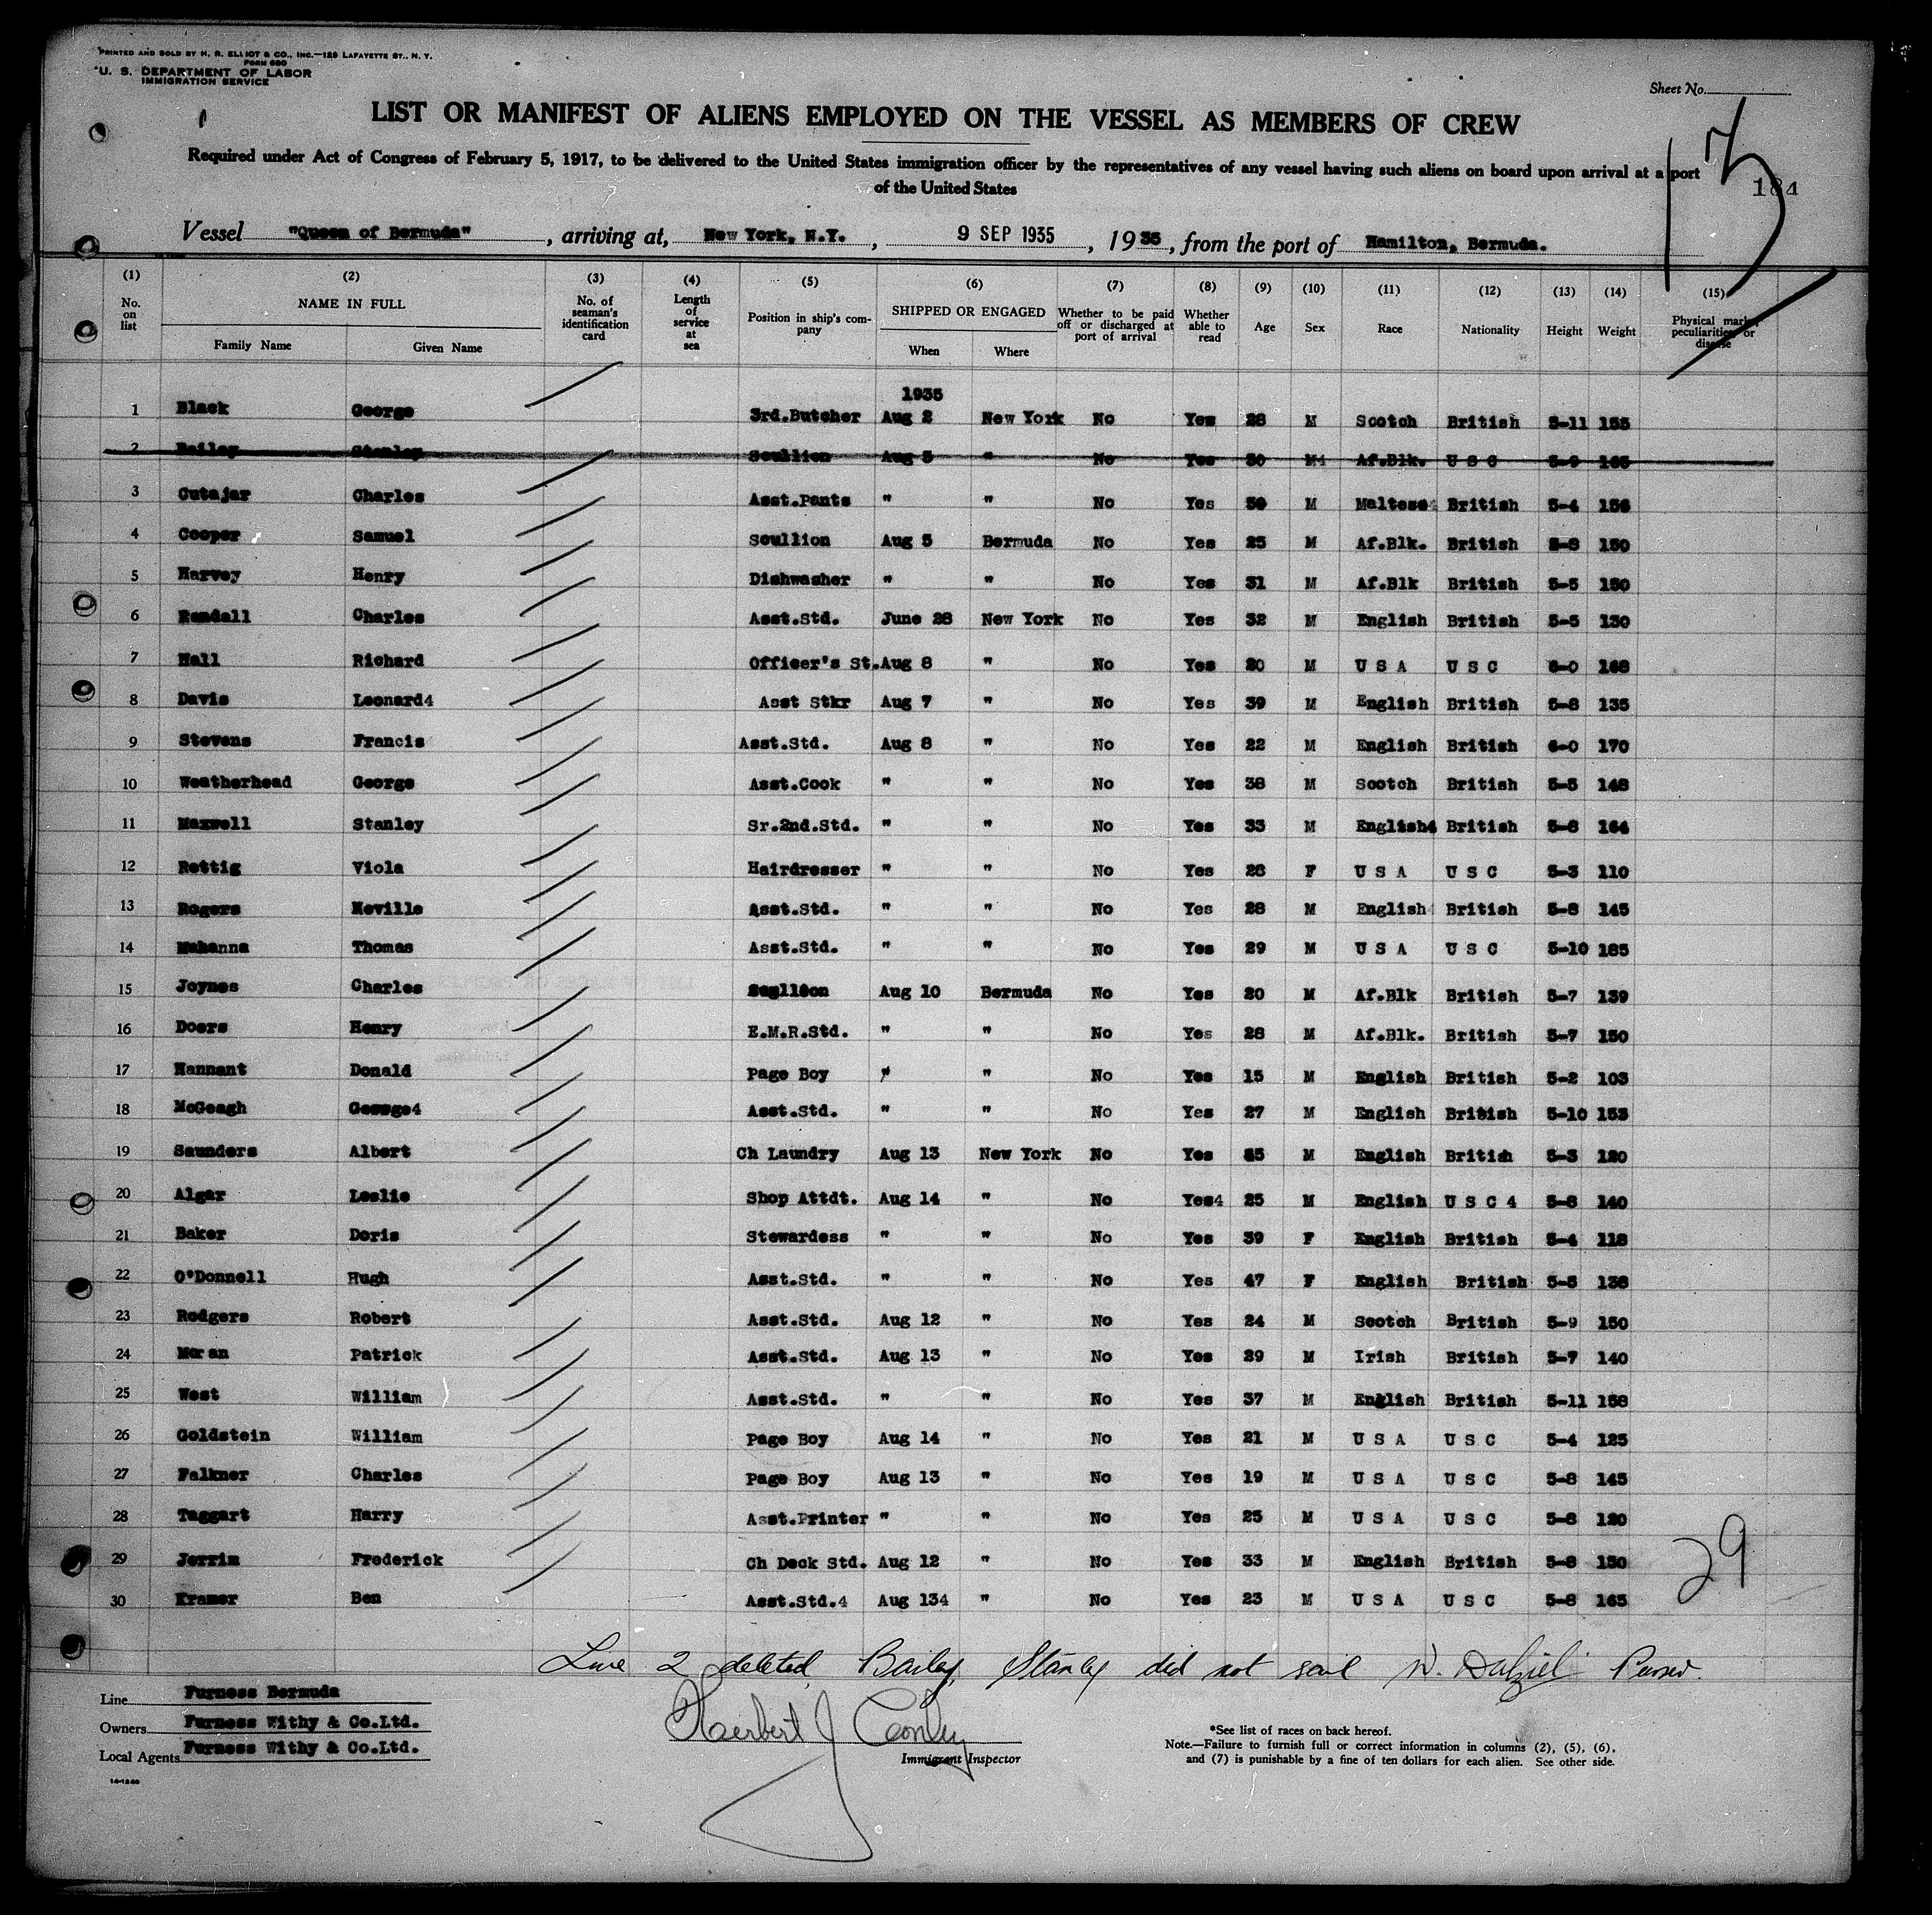 PRINTED AND SOLD BY H. R. ELLIOT & CO., INC.—129 LAFAYETTE ST., N. Y.
FORM 680
U. S. DEPARTMENT OF LABOR
IMMIGRATION SERVICE
Sheet No.
LIST OR MANIFEST OF ALIENS EMPLOYED ON THE VESSEL AS MEMBERS OF CREW
Required under Act of Congress of February 5, 1917, to be delivered to the United States immigration officer by the representatives of any vessel having such aliens on board upon arrival at a port
of the United States
184
Vessel "Queen of Bermuda", arriving at, New York, N.Y., 9 SEP 1935, 1935, from the port of Hamilton, Bermuda.
(1) (2) (3) (4) (5) (6) (7) (8) (9) (10) (11) (12) (13) (14) (15)
No. on list NAME IN FULL Family Name Given Name No. of seaman's identification card Length of service at sea Position in ship's company SHIPPED OR ENGAGED When Where Whether to be paid off or discharged at port of arrival Whether able to read Age Sex Race Nationality Height Weight Physical marks, peculiarities or disease
1935
1 Black George 3rd.Butcher Aug 2 New York No Yes 28 M Scotch British 5-11 155
2 Bailey Stanley Scullion Aug 5 " No Yes 30 M4 Af.Blk. U S C 5-9 165
3 Cutajar Charles Asst.Pants " " No Yes M Maltese British 5-4 156
4 Cooper Samuel Scullion Aug 5 Bermuda No Yes 25 M Af.Blk. British 150
5 Harvey Henry Dishwasher " " No Yes 31 M Af.Blk British 5-5 150
6 Randall Charles Asst.Std. June 28 New York No Yes 32 M English British 5-5 130
7 Hall Richard Officer's St. Aug 8 " No Yes 20 M U S A U S C 6-0 168
8 Davis Leonard4 Asst Stkr Aug 7 " No Yes 39 M English British 5-8 135
9 Stevens Francis Asst.Std. Aug 8 " No Yes 22 M English British 6-0 170
10 Weatherhead George Asst.Cook " " No Yes 38 M Scotch British 5-5 148
11 Maxwell Stanley Sr.2nd.Std. " " No Yes 33 M English4 British 5-8 164
12 Rettig Viola Hairdresser " " No Yes 28 F U S A U S C 5-3 110
13 Rogers Neville Asst.Std. " " No Yes 28 M English British 5-8 145
14 Mahanna Thomas Asst.Std. " " No Yes 29 M U S A U S C 5-10 185
15 Joynes Charles Aug 10 Bermuda No Yes 20 M Af.Blk British 5-7 139
16 Doers Henry E.M.R.Std. " " No Yes 28 M Af.Blk. British 5-7 150
17 Hannant Donald Page Boy " " No Yes 15 M English British 5-2 103
18 McGeagh George4 Asst.Std. " " No Yes 27 M English British 5-10 153
19 Saunders Albert Ch Laundry Aug 13 New York No Yes 45 M English British 5-3 120
20 Algar Leslie Shop Attdt. Aug 14 " No Yes4 25 M English U S C 4 5-8 140
21 Baker Doris Stewardess " " No Yes 39 F English British 5-4 118
22 O'Donnell Hugh Asst.Std. " " No Yes 47 F English British 5-8 138
23 Rodgers Robert Asst.Std. Aug 12 " No Yes 24 M Scotch British 5-9 150
24 Moran Patrick Asst.Std. Aug 13 " No Yes 29 M Irish British 5-7 140
25 West William Asst.Std. " " No Yes 37 M English British 5-11 158
26 Goldstein William Page Boy Aug 14 " No Yes 21 M U S A U S C 5-4 125
27 Falkner Charles Page Boy Aug 13 " No Yes 19 M U S A U S C 5-8 145
28 Taggart Harry Asst.Printer " " No Yes 25 M U S A U S C 5-8 120
29 Jerrim Frederick Ch Deck Std. Aug 12 " No Yes 33 M English British 5-8 150
30 Kramer Ben Asst.Std.4 Aug 134 " No Yes 23 M U S A U S C 5-8 165
29
Line 2 deleted, Bailey, Stanley did not sail W. Dalziel Purser.
Line Furness Bermuda
Owners Furness Withy & Co.Ltd.
Local Agents Furness Withy & Co.Ltd.
14-1240
Herbert J Conley
Immigrant Inspector
*See list of races on back hereof.
Note.—Failure to furnish full or correct information in columns (2), (5), (6),
and (7) is punishable by a fine of ten dollars for each alien. See other side.